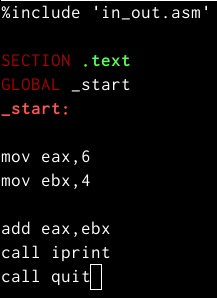 %include 'in_out.asm'
SECTION .text
GLOBAL _start
_start:
mov eax,6
mov ebx,4
add eax,ebx
call iprint
call quit